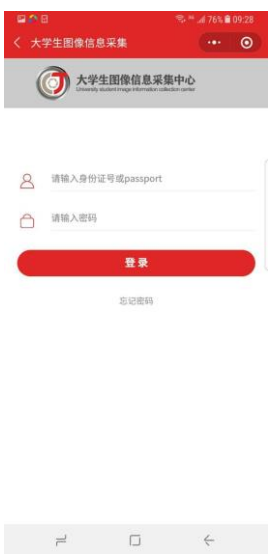 76% 09:28
大学生图像信息采集
大学生图像信息采集中心
University student image information collection center
请输入身份证号或passport
请输入密码
登录
忘记密码